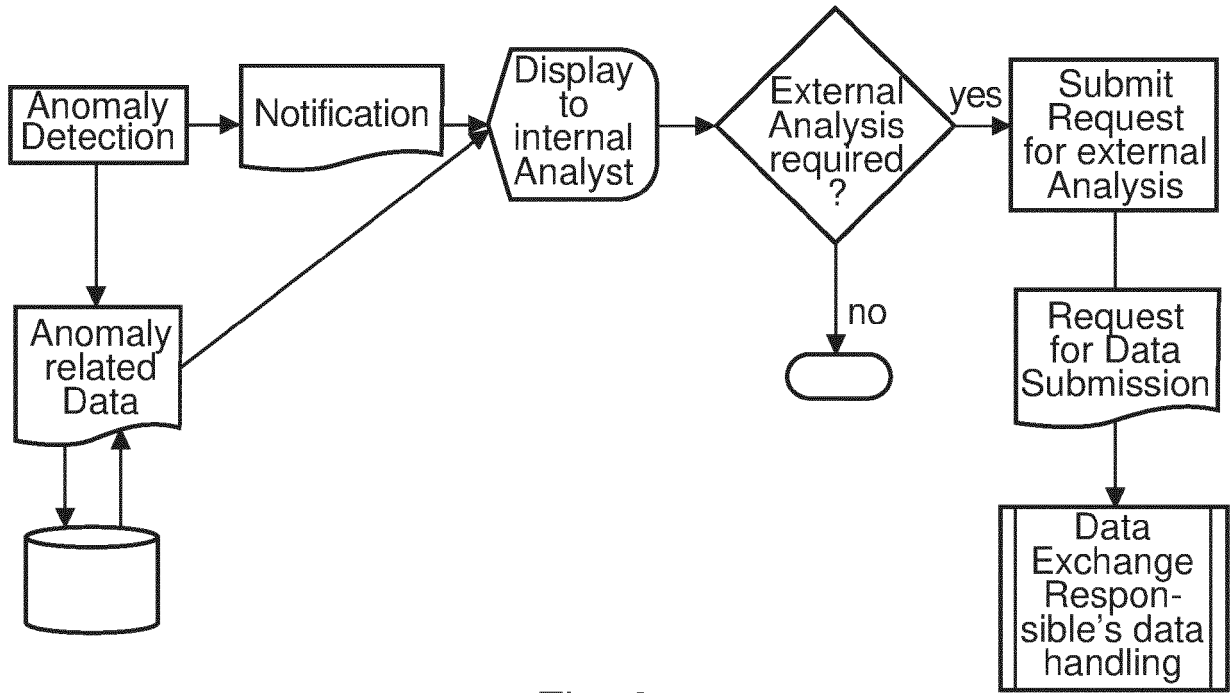 Anomaly
Detection
Notification
Display
to
internal
Analyst
External
Analysis
required
?
yes
no
Submit
Request
for external
Analysis
Anomaly
related
Data
Request
for Data
Submission
Data
Exchange
Respon-
sible's data
handling